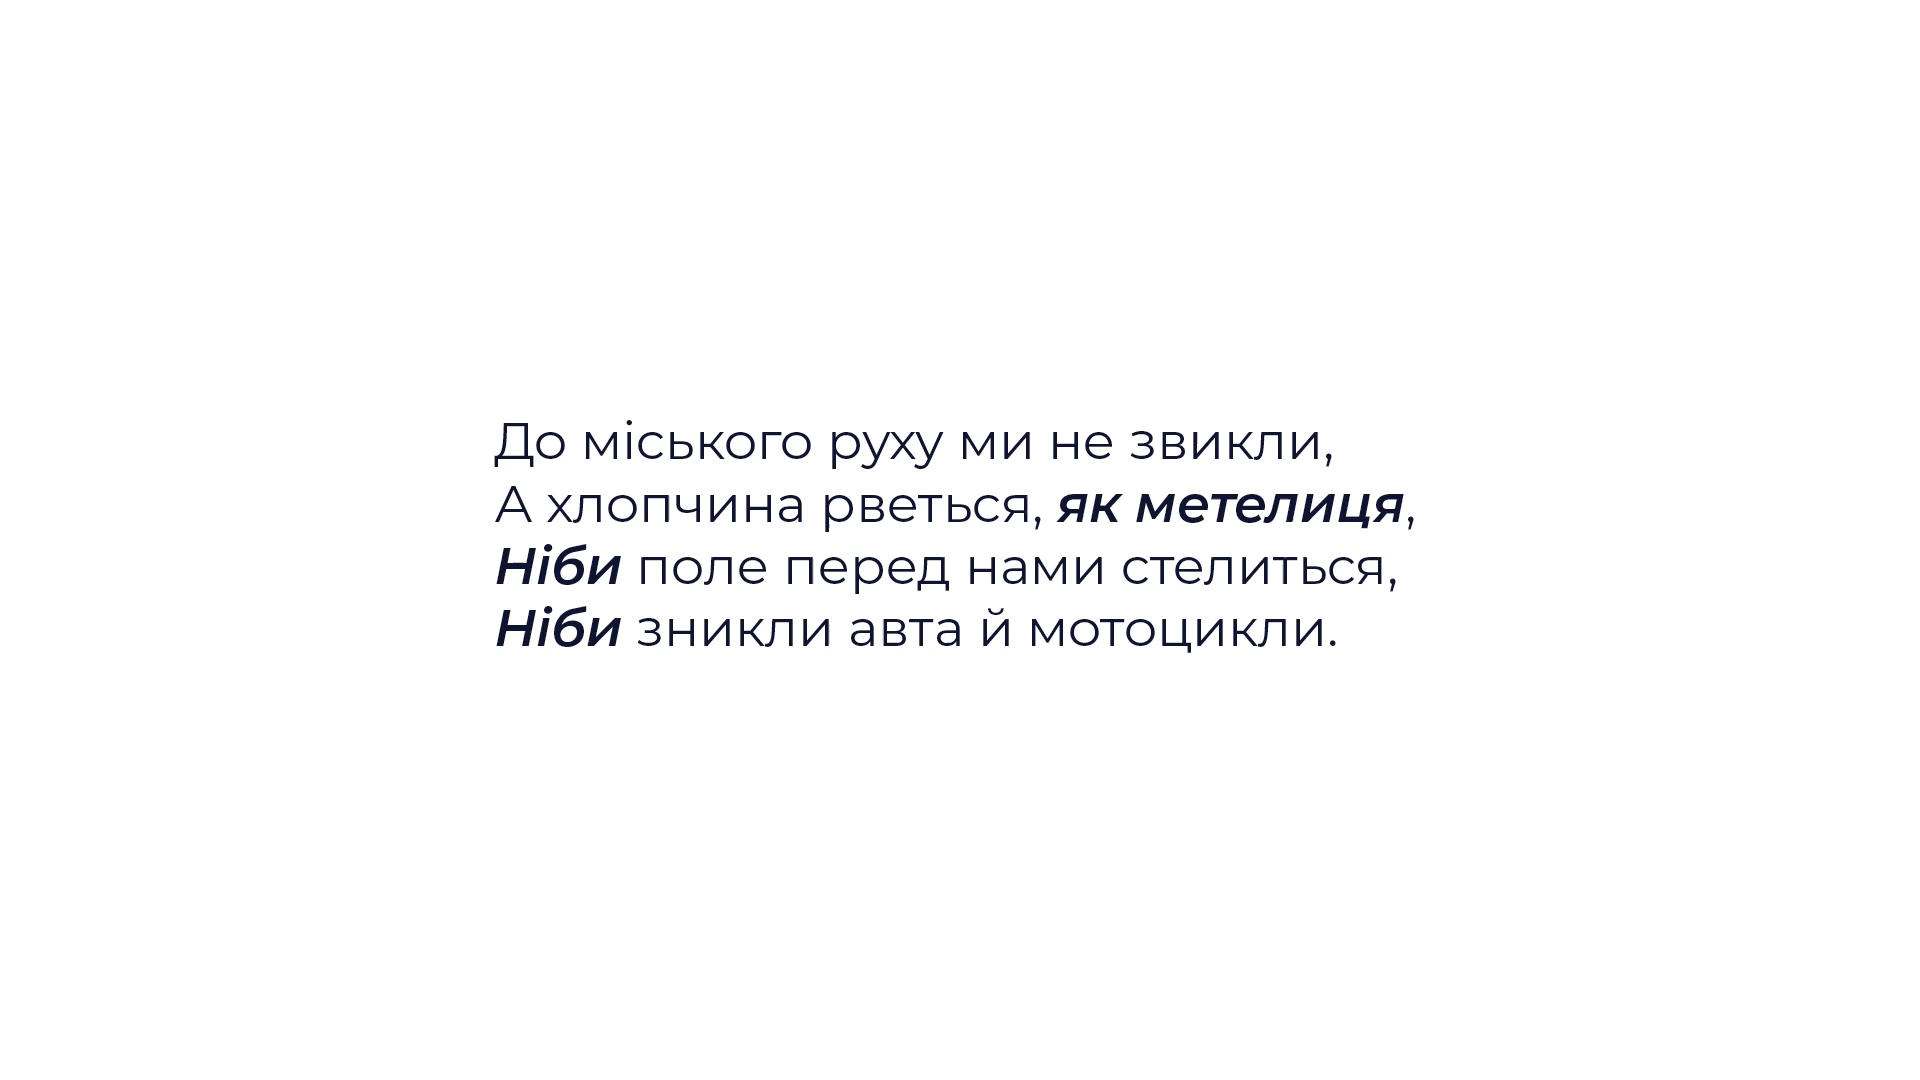 До міського руху ми не звикли,
А хлопчина рветься, як метелиця,
Ніби поле перед нами стелиться,
Ніби зникли авта й мотоцикли.